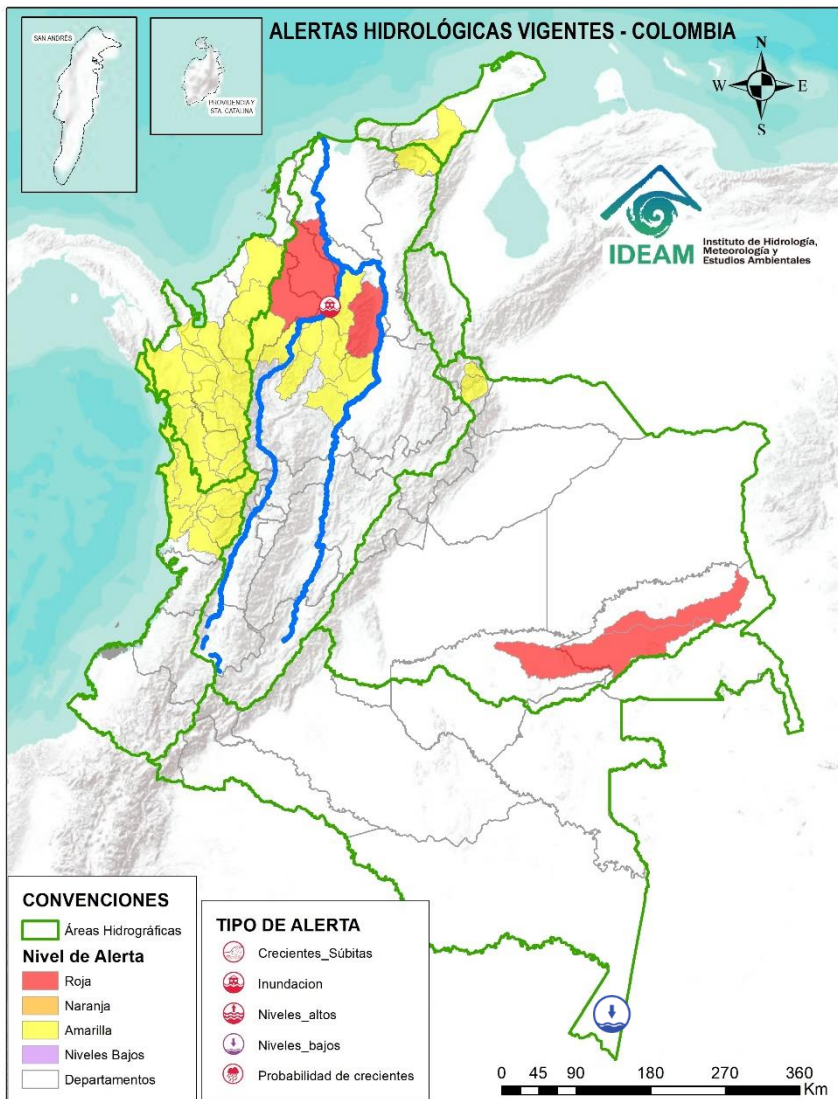 ALERTAS HIDROLÓGICAS VIGENTES - COLOMBIA
SAN ANDRÉS
PROVIDENCIA Y
STA. CATALINA
N
W
E
S
IDEAM
Instituto de Hidrología,
Meteorología y
Estudios Ambientales
CONVENCIONES
Áreas Hidrográficas
Nivel de Alerta
Roja
Naranja
Amarilla
Niveles Bajos
Departamentos
TIPO DE ALERTA
Crecientes_Súbitas
Inundacion
Niveles_altos
Niveles_bajos
Probabilidad de crecientes
0 45 90 180 270 360
Km